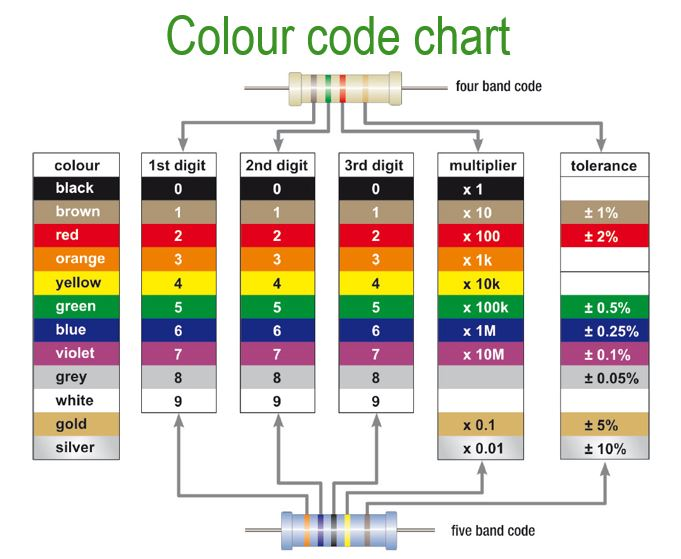 Colour code chart
four band code
colour 1st digit 2nd digit 3rd digit multiplier tolerance
black 0 0 0 x 1
brown 1 1 1 x 10 ± 1%
red 2 2 2 x 100 ± 2%
orange 3 3 3 x 1k
yellow 4 4 4 x 10k
green 5 5 5 x 100k ± 0.5%
blue 6 6 6 x 1M ± 0.25%
violet 7 7 7 x 10M ± 0.1%
grey 8 8 8 ± 0.05%
white 9 9 9
gold x 0.1 ± 5%
silver x 0.01 ± 10%
five band code